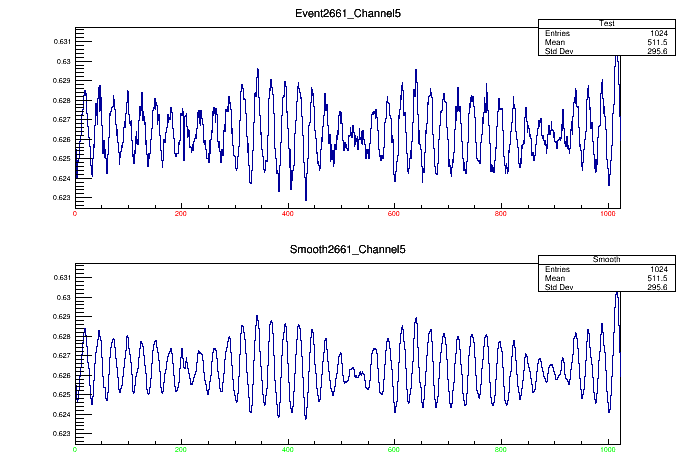 Event2661_Channel5
Test
Entries 1024
Mean 511.5
Std Dev 295.6
0.631
0.63
0.629
0.628
0.627
0.626
0.625
0.624
0.623
0 200 400 600 800 1000
Smooth2661_Channel5
Smooth
Entries 1024
Mean 511.5
Std Dev 295.6
0.631
0.63
0.629
0.628
0.627
0.626
0.625
0.624
0.623
0 200 400 600 800 1000